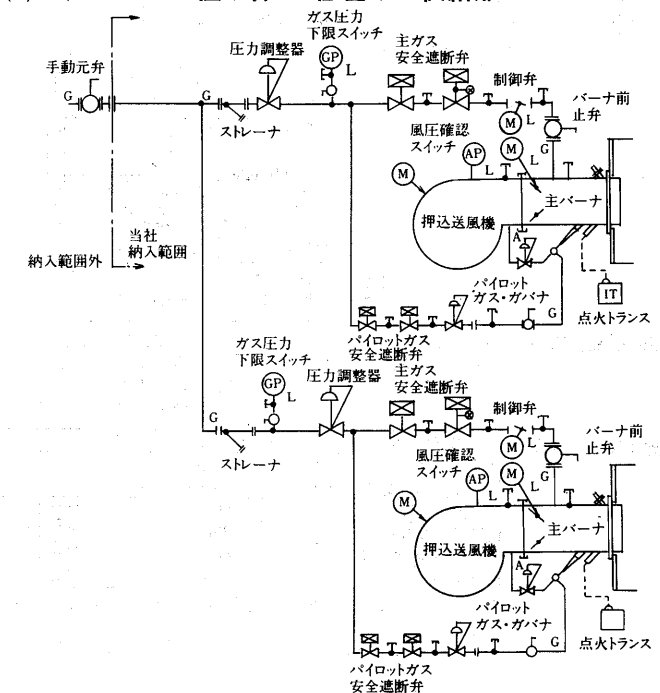 ガス圧力
下限スイッチ
圧力調整器
GP
主ガス
安全遮断弁
手動元弁
L
制御弁
バーナ前
止弁
G
G
ストレーナ
M
L
風圧確認
スイッチ
AP
L
M
L
G
M
押込送風機
主バーナ
当社
納入範囲
納入範囲外
A
パイロット
ガス・ガバナ
IT
点火トランス
G
パイロットガス
安全遮断弁
ガス圧力
下限スイッチ
圧力調整器
主ガス
安全遮断弁
GP
L
制御弁
バーナ前
止弁
G
ストレーナ
M
L
風圧確認
スイッチ
AP
L
M
L
G
M
押込送風機
主バーナ
A
パイロット
ガス・ガバナ
点火トランス
G
パイロットガス
安全遮断弁